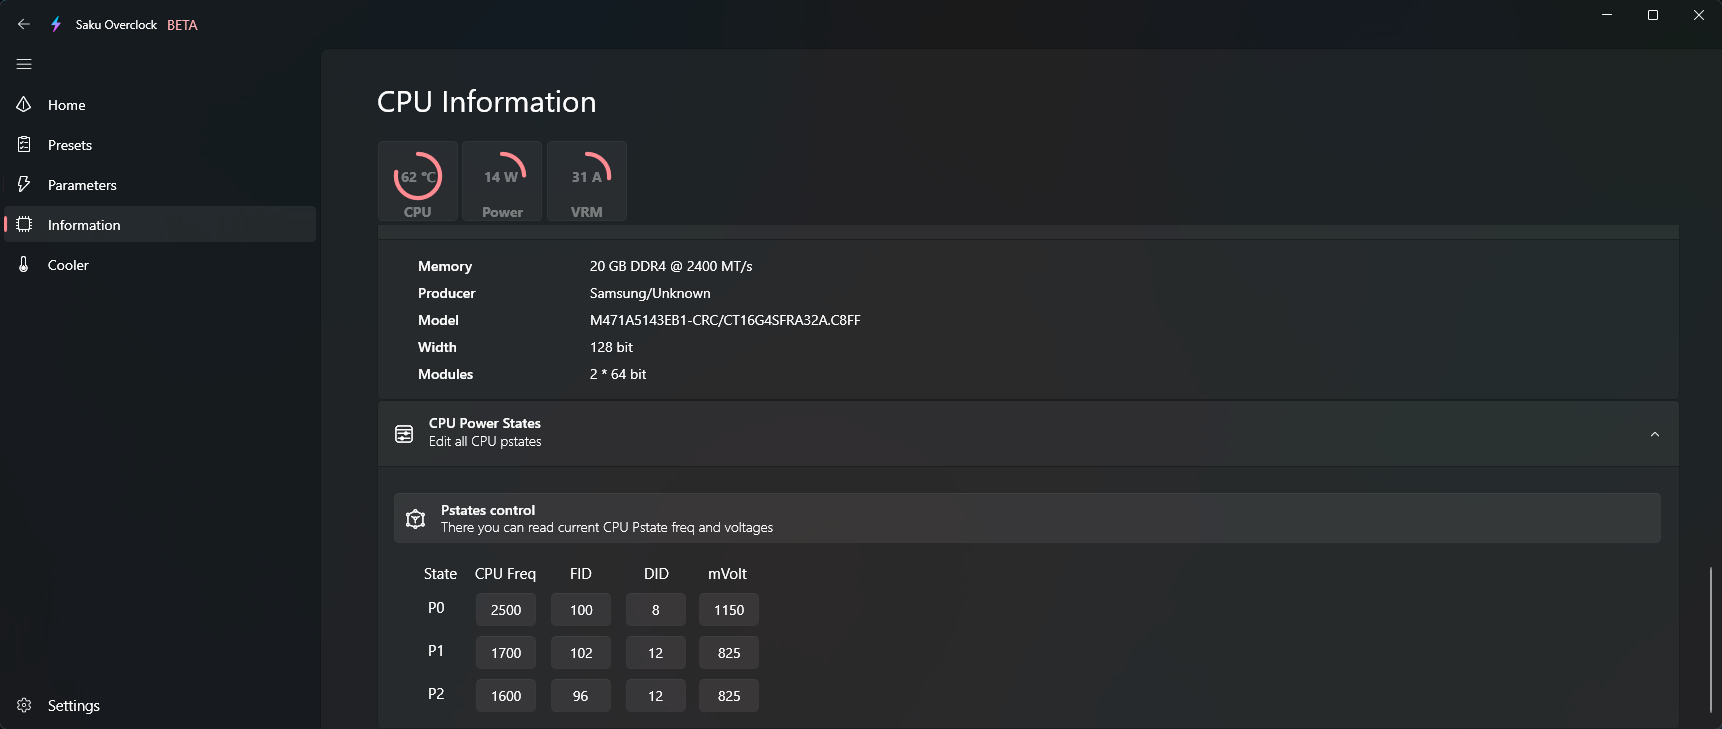 Saku Overclock BETA
Home
Presets
Parameters
Information
Cooler
Settings
CPU Information
62 °C
CPU
14 W
Power
31 A
VRM
Memory 20 GB DDR4 @ 2400 MT/s
Producer Samsung/Unknown
Model M471A5143EB1-CRC/CT16G4SFRA32A.C8FF
Width 128 bit
Modules 2 * 64 bit
CPU Power States
Edit all CPU pstates
Pstates control
There you can read current CPU Pstate freq and voltages
State CPU Freq FID DID mVolt
P0 2500 100 8 1150
P1 1700 102 12 825
P2 1600 96 12 825